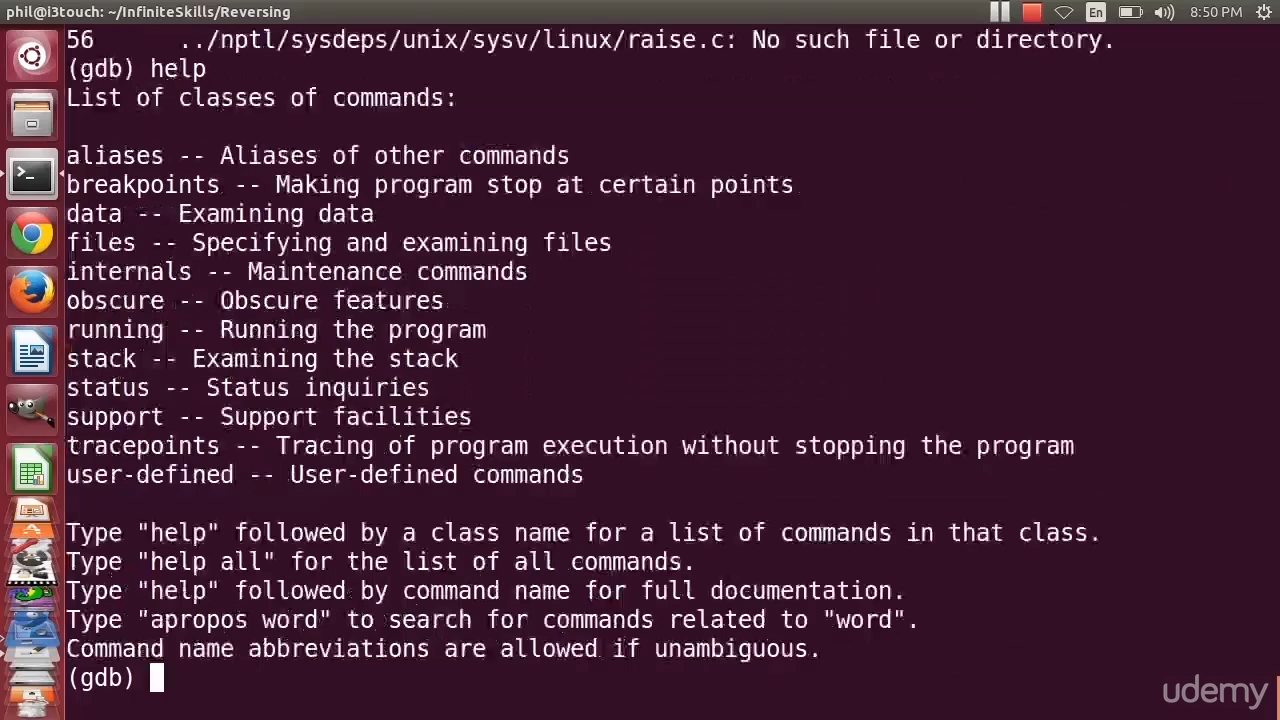 phil@i3touch: ~/InfiniteSkills/Reversing
En
8:50 PM
56      ../nptl/sysdeps/unix/sysv/linux/raise.c: No such file or directory.
(gdb) help
List of classes of commands:
aliases -- Aliases of other commands
breakpoints -- Making program stop at certain points
data -- Examining data
files -- Specifying and examining files
internals -- Maintenance commands
obscure -- Obscure features
running -- Running the program
stack -- Examining the stack
status -- Status inquiries
support -- Support facilities
tracepoints -- Tracing of program execution without stopping the program
user-defined -- User-defined commands
Type "help" followed by a class name for a list of commands in that class.
Type "help all" for the list of all commands.
Type "help" followed by command name for full documentation.
Type "apropos word" to search for commands related to "word".
Command name abbreviations are allowed if unambiguous.
(gdb)
udemy